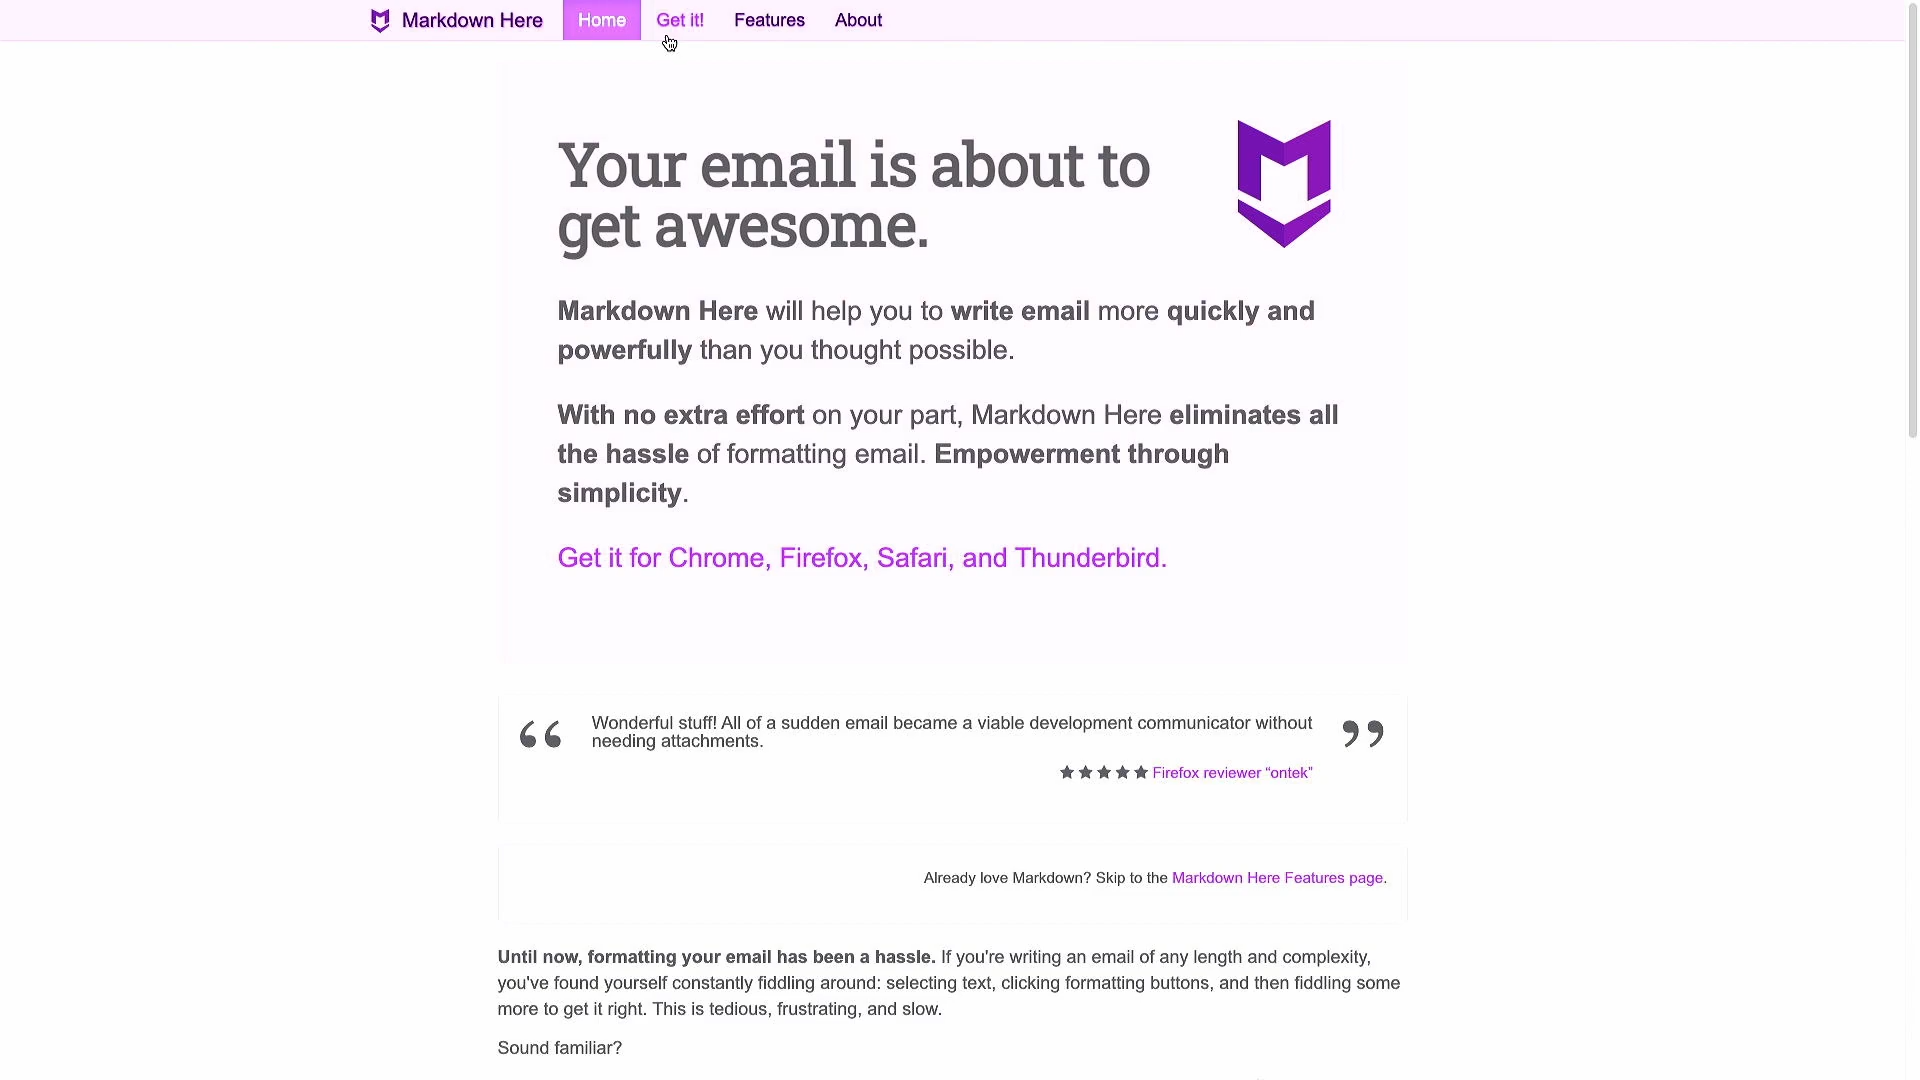 Markdown Here Home Get it! Features About
Your email is about to
get awesome.
Markdown Here will help you to write email more quickly and
powerfully than you thought possible.
With no extra effort on your part, Markdown Here eliminates all
the hassle of formatting email. Empowerment through
simplicity.
Get it for Chrome, Firefox, Safari, and Thunderbird.
“ Wonderful stuff! All of a sudden email became a viable development communicator without ”
needing attachments.
★★★★★ Firefox reviewer “ontek”
Already love Markdown? Skip to the Markdown Here Features page.
Until now, formatting your email has been a hassle. If you're writing an email of any length and complexity,
you've found yourself constantly fiddling around: selecting text, clicking formatting buttons, and then fiddling some
more to get it right. This is tedious, frustrating, and slow.
Sound familiar?